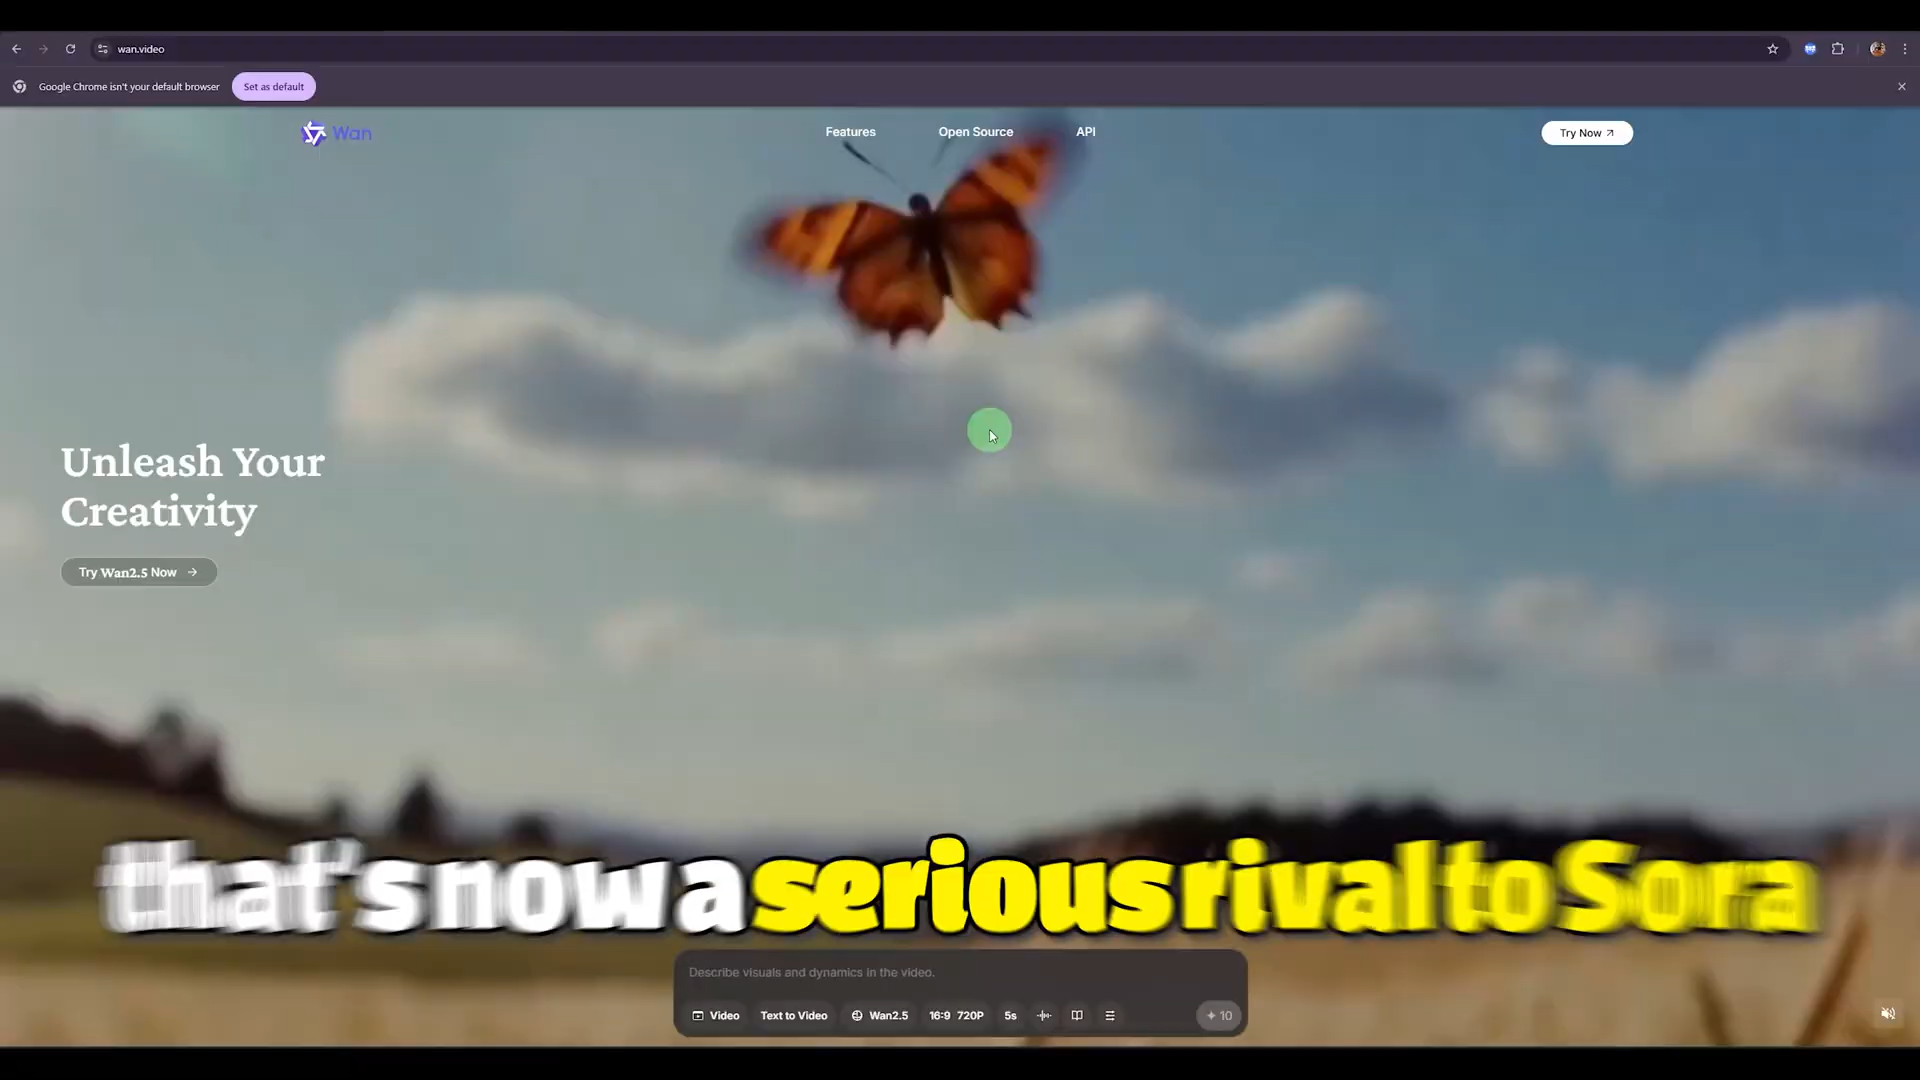 wan.video
Google Chrome isn't your default browser
Set as default
Wan
Features
Open Source
API
Try Now
Unleash Your
Creativity
Try Wan2.5 Now
that's now a serious rival to Sora
Describe visuals and dynamics in the video.
Video
Text to Video
Wan2.5
16:9 720P
5s
10